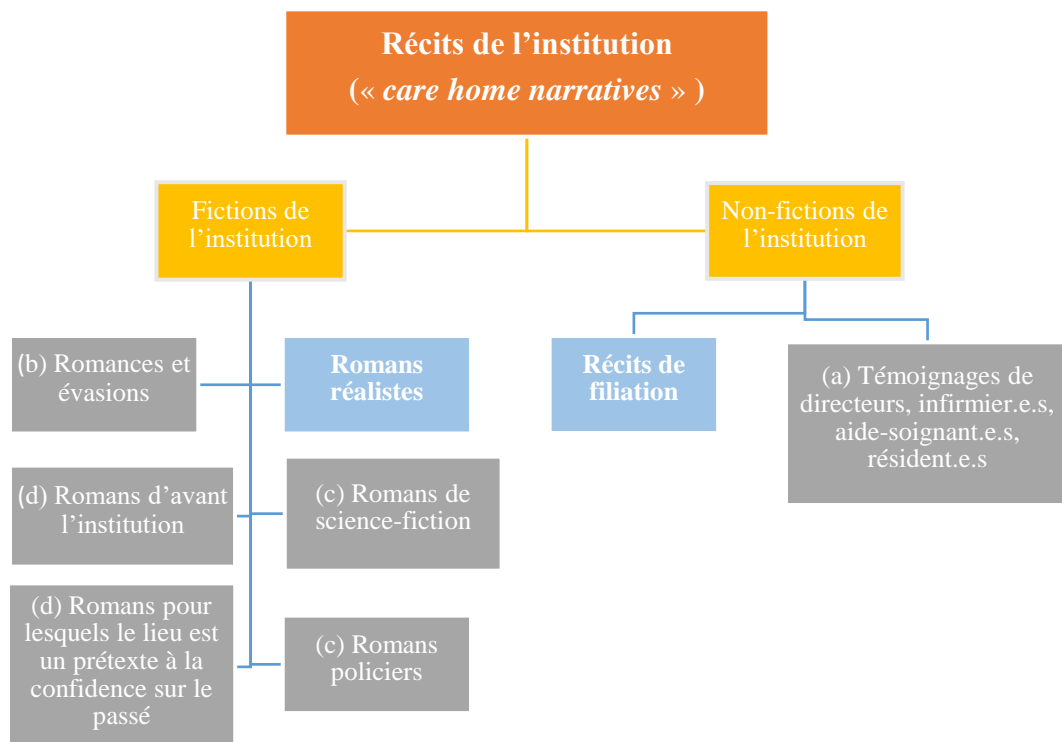 Récits de l’institution
(« care home narratives » )
Fictions de
l’institution
Non-fictions de
l’institution
(b) Romances et
évasions
Romans
réalistes
Récits de
filiation
(a) Témoignages de
directeurs, infirmier.e.s,
aide-soignant.e.s,
résident.e.s
(d) Romans d’avant
l’institution
(c) Romans de
science-fiction
(d) Romans pour
lesquels le lieu est
un prétexte à la
confidence sur le
passé
(c) Romans
policiers